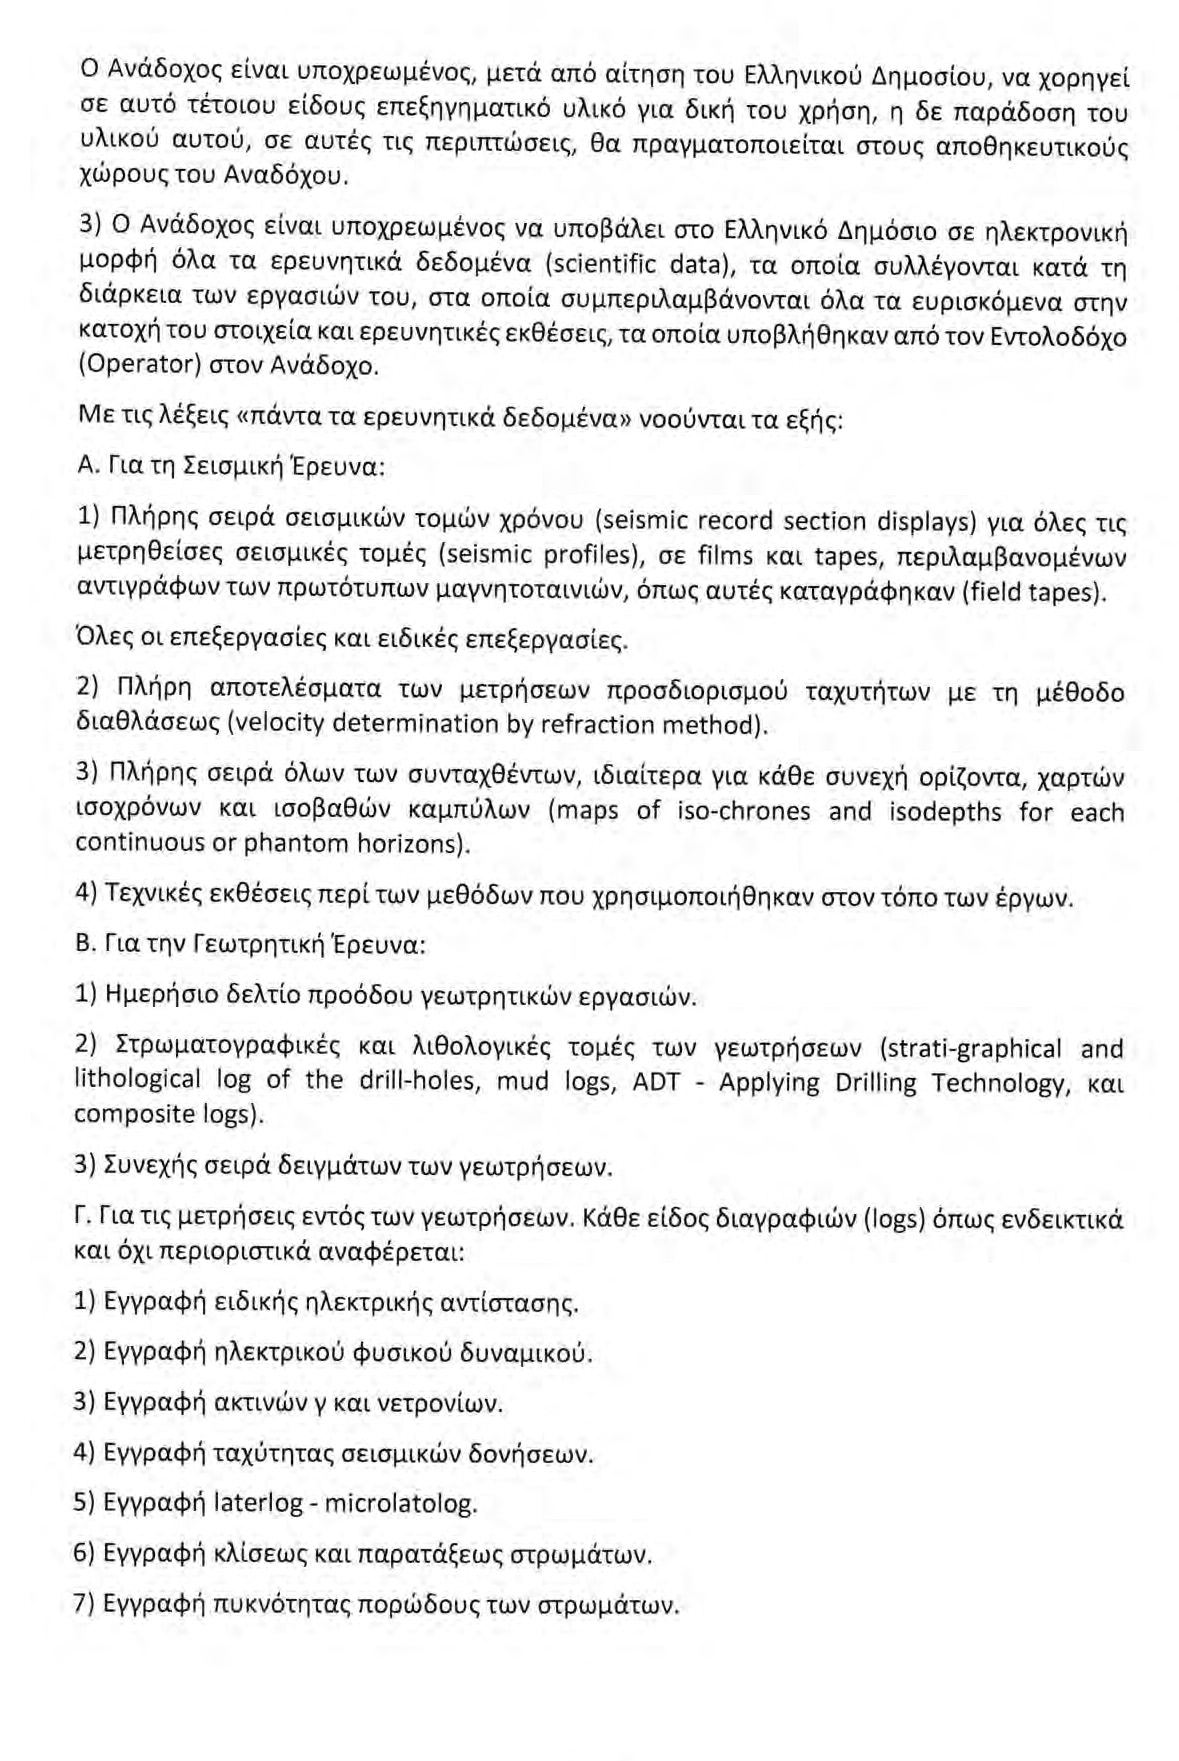 Ο Ανάδοχος είναι υποχρεωμένος, μετά από αίτηση του Ελληνικού Δημοσίου, να χορηγεί
σε αυτό τέτοιου είδους επεξηγηματικό υλικό για δική του χρήση, η δε παράδοση του
υλικού αυτού, σε αυτές τις περιπτώσεις, θα πραγματοποιείται στους αποθηκευτικούς
χώρους του Αναδόχου.
3) Ο Ανάδοχος είναι υποχρεωμένος να υποβάλει στο Ελληνικό Δημόσιο σε ηλεκτρονική
μορφή όλα τα ερευνητικά δεδομένα (scientific data), τα οποία συλλέγονται κατά τη
διάρκεια των εργασιών του, στα οποία συμπεριλαμβάνονται όλα τα ευρισκόμενα στην
κατοχή του στοιχεία και ερευνητικές εκθέσεις, τα οποία υποβλήθηκαν από τον Εντολοδόχο
(Operator) στον Ανάδοχο.
Με τις λέξεις «πάντα τα ερευνητικά δεδομένα» νοούνται τα εξής:
Α. Για τη Σεισμική Έρευνα:
1) Πλήρης σειρά σεισμικών τομών χρόνου (seismic record section displays) για όλες τις
μετρηθείσες σεισμικές τομές (seismic profiles), σε films και tapes, περιλαμβανομένων
αντιγράφων των πρωτότυπων μαγνητοταινιών, όπως αυτές καταγράφηκαν (field tapes).
Όλες οι επεξεργασίες και ειδικές επεξεργασίες.
2) Πλήρη αποτελέσματα των μετρήσεων προσδιορισμού ταχυτήτων με τη μέθοδο
διαθλάσεως (velocity determination by refraction method).
3) Πλήρης σειρά όλων των συνταχθέντων, ιδιαίτερα για κάθε συνεχή ορίζοντα, χαρτών
ισοχρόνων και ισοβαθών καμπύλων (maps of iso-chrones and isodepths for each
continuous or phantom horizons).
4) Τεχνικές εκθέσεις περί των μεθόδων που χρησιμοποιήθηκαν στον τόπο των έργων.
Β. Για την Γεωτρητική Έρευνα:
1) Ημερήσιο δελτίο προόδου γεωτρητικών εργασιών.
2) Στρωματογραφικές και λιθολογικές τομές των γεωτρήσεων (strati-graphical and
lithological log of the drill-holes, mud logs, ADT - Applying Drilling Technology, και
composite logs).
3) Συνεχής σειρά δειγμάτων των γεωτρήσεων.
Γ. Για τις μετρήσεις εντός των γεωτρήσεων. Κάθε είδος διαγραφιών (logs) όπως ενδεικτικά
και όχι περιοριστικά αναφέρεται:
1) Εγγραφή ειδικής ηλεκτρικής αντίστασης.
2) Εγγραφή ηλεκτρικού φυσικού δυναμικού.
3) Εγγραφή ακτινών γ και νετρονίων.
4) Εγγραφή ταχύτητας σεισμικών δονήσεων.
5) Εγγραφή laterlog - microlatolog.
6) Εγγραφή κλίσεως και παρατάξεως στρωμάτων.
7) Εγγραφή πυκνότητας πορώδους των στρωμάτων.